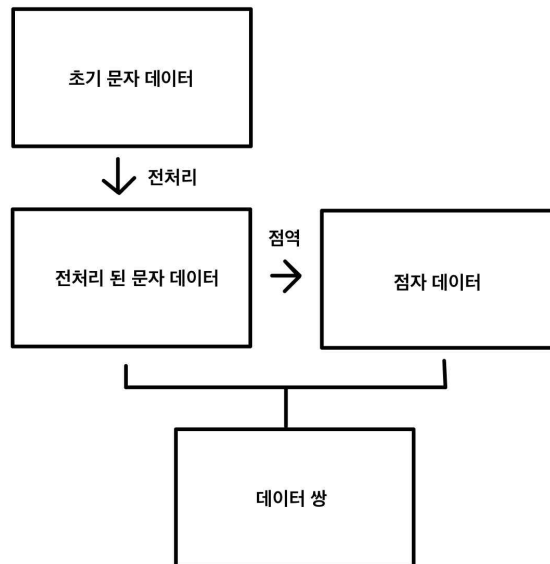 초기 문자 데이터
전처리
점역
전처리 된 문자 데이터
점자 데이터
데이터 쌍